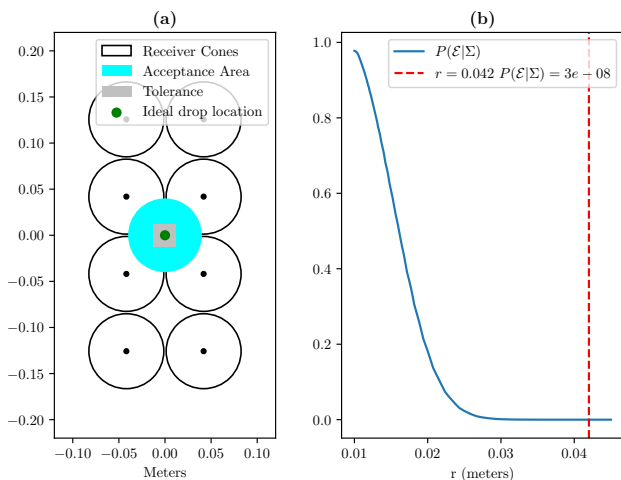 (a)
Receiver Cones
Acceptance Area
Tolerance
Ideal drop location
0.20
0.15
0.10
0.05
0.00
−0.05
−0.10
−0.15
−0.20
−0.10 −0.05 0.00 0.05 0.10
Meters
(b)
P(ℰ|Σ)
r = 0.042 P(ℰ|Σ) = 3e − 08
1.0
0.8
0.6
0.4
0.2
0.0
0.01 0.02 0.03 0.04
r (meters)